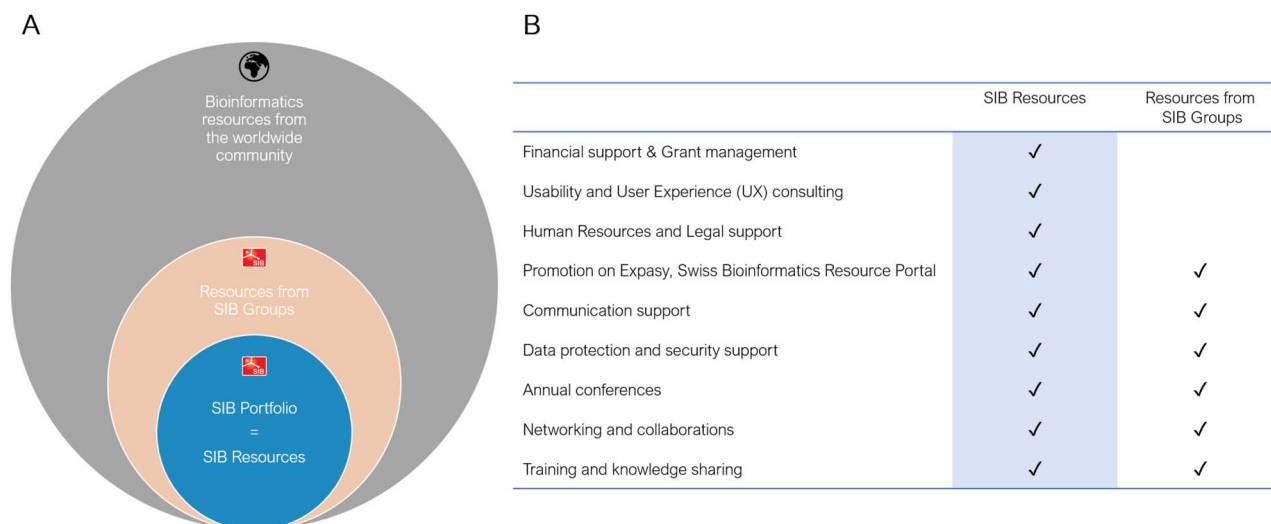 A
Bioinformatics
resources from
the worldwide
community
SIB
Resources from
SIB Groups
SIB
SIB Portfolio
=
SIB Resources
B
SIB Resources
Resources from
SIB Groups
Financial support & Grant management ✓
Usability and User Experience (UX) consulting ✓
Human Resources and Legal support ✓
Promotion on Expasy, Swiss Bioinformatics Resource Portal ✓ ✓
Communication support ✓ ✓
Data protection and security support ✓ ✓
Annual conferences ✓ ✓
Networking and collaborations ✓ ✓
Training and knowledge sharing ✓ ✓